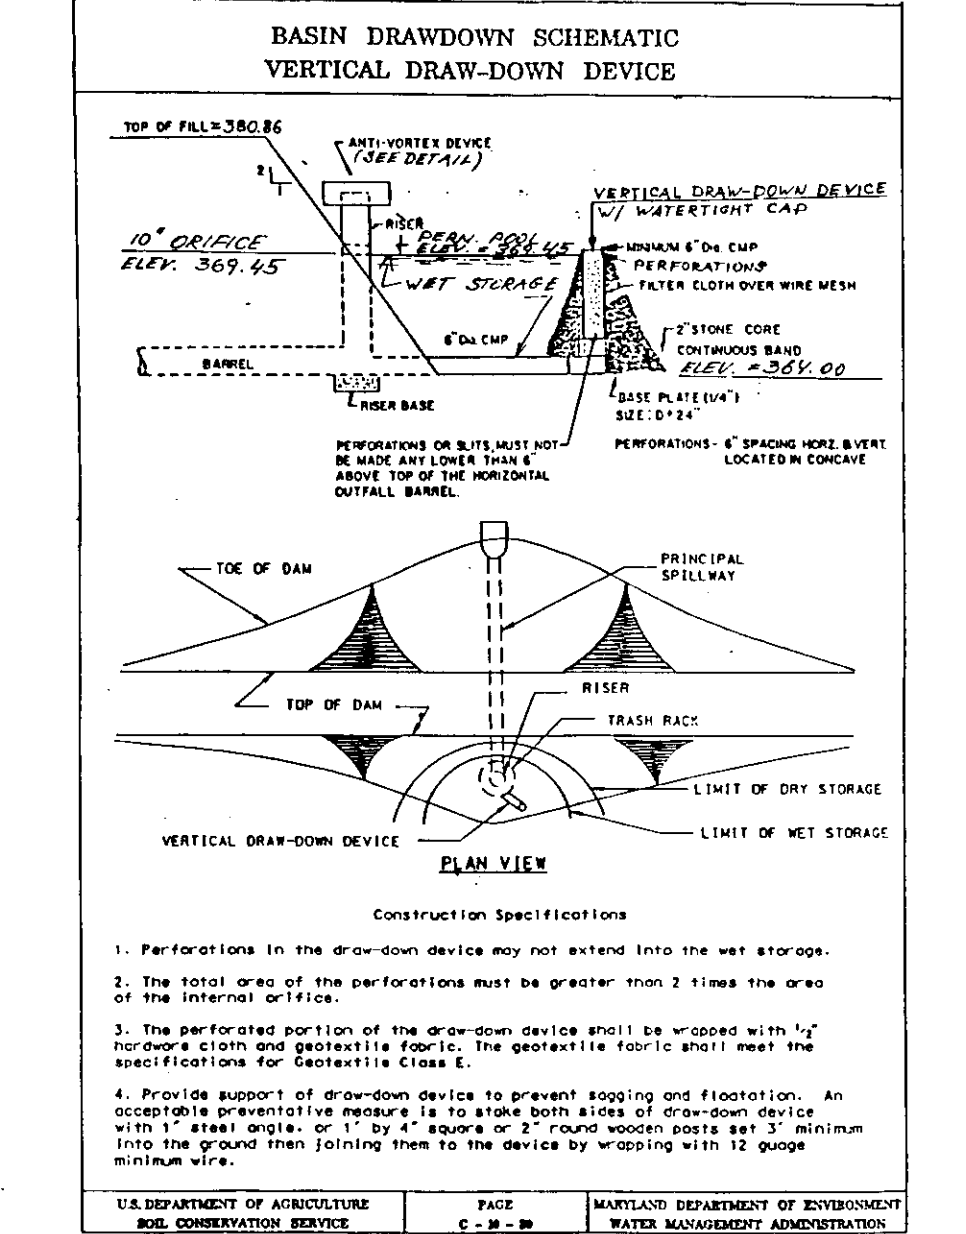 BASIN DRAWDOWN SCHEMATIC
VERTICAL DRAW-DOWN DEVICE
TOP OF FILL=380.86
ANTI-VORTEX DEVICE
(SEE DETAIL)
2
1
VERTICAL DRAW-DOWN DEVICE
W/ WATERTIGHT CAP
RISER
10" ORIFICE
ELEV. 369.45
PERM. POOL
ELEV. = 369.45
MINIMUM 6" Dia. CMP
PERFORATIONS
WET STORAGE
FILTER CLOTH OVER WIRE MESH
6" Dia. CMP
2" STONE CORE
CONTINUOUS BAND
BARREL
ELEV. = 364.00
RISER BASE
BASE PLATE (1/4")
SIZE: D+24"
PERFORATIONS OR SLITS, MUST NOT
BE MADE ANY LOWER THAN 6"
ABOVE TOP OF THE HORIZONTAL
OUTFALL BARREL.
PERFORATIONS- 6" SPACING HORZ. & VERT.
LOCATED IN CONCAVE
TOE OF DAM
PRINCIPAL
SPILLWAY
RISER
TOP OF DAM
TRASH RACK
LIMIT OF DRY STORAGE
LIMIT OF WET STORAGE
VERTICAL DRAW-DOWN DEVICE
PLAN VIEW
Construction Specifications
1. Perforations in the draw-down device may not extend into the wet storage.
2. The total area of the perforations must be greater than 2 times the area
of the internal orifice.
3. The perforated portion of the draw-down device shall be wrapped with 1/2"
hardware cloth and geotextile fabric. The geotextile fabric shall meet the
specifications for Geotextile Class E.
4. Provide support of draw-down device to prevent sagging and floatation. An
acceptable preventative measure is to stake both sides of draw-down device
with 1" steel angle. or 1' by 4" square or 2" round wooden posts set 3' minimum
into the ground then joining them to the device by wrapping with 12 guage
minimum wire.
U.S. DEPARTMENT OF AGRICULTURE
SOIL CONSERVATION SERVICE
PAGE
MARYLAND DEPARTMENT OF ENVIRONMENT
WATER MANAGEMENT ADMINISTRATION